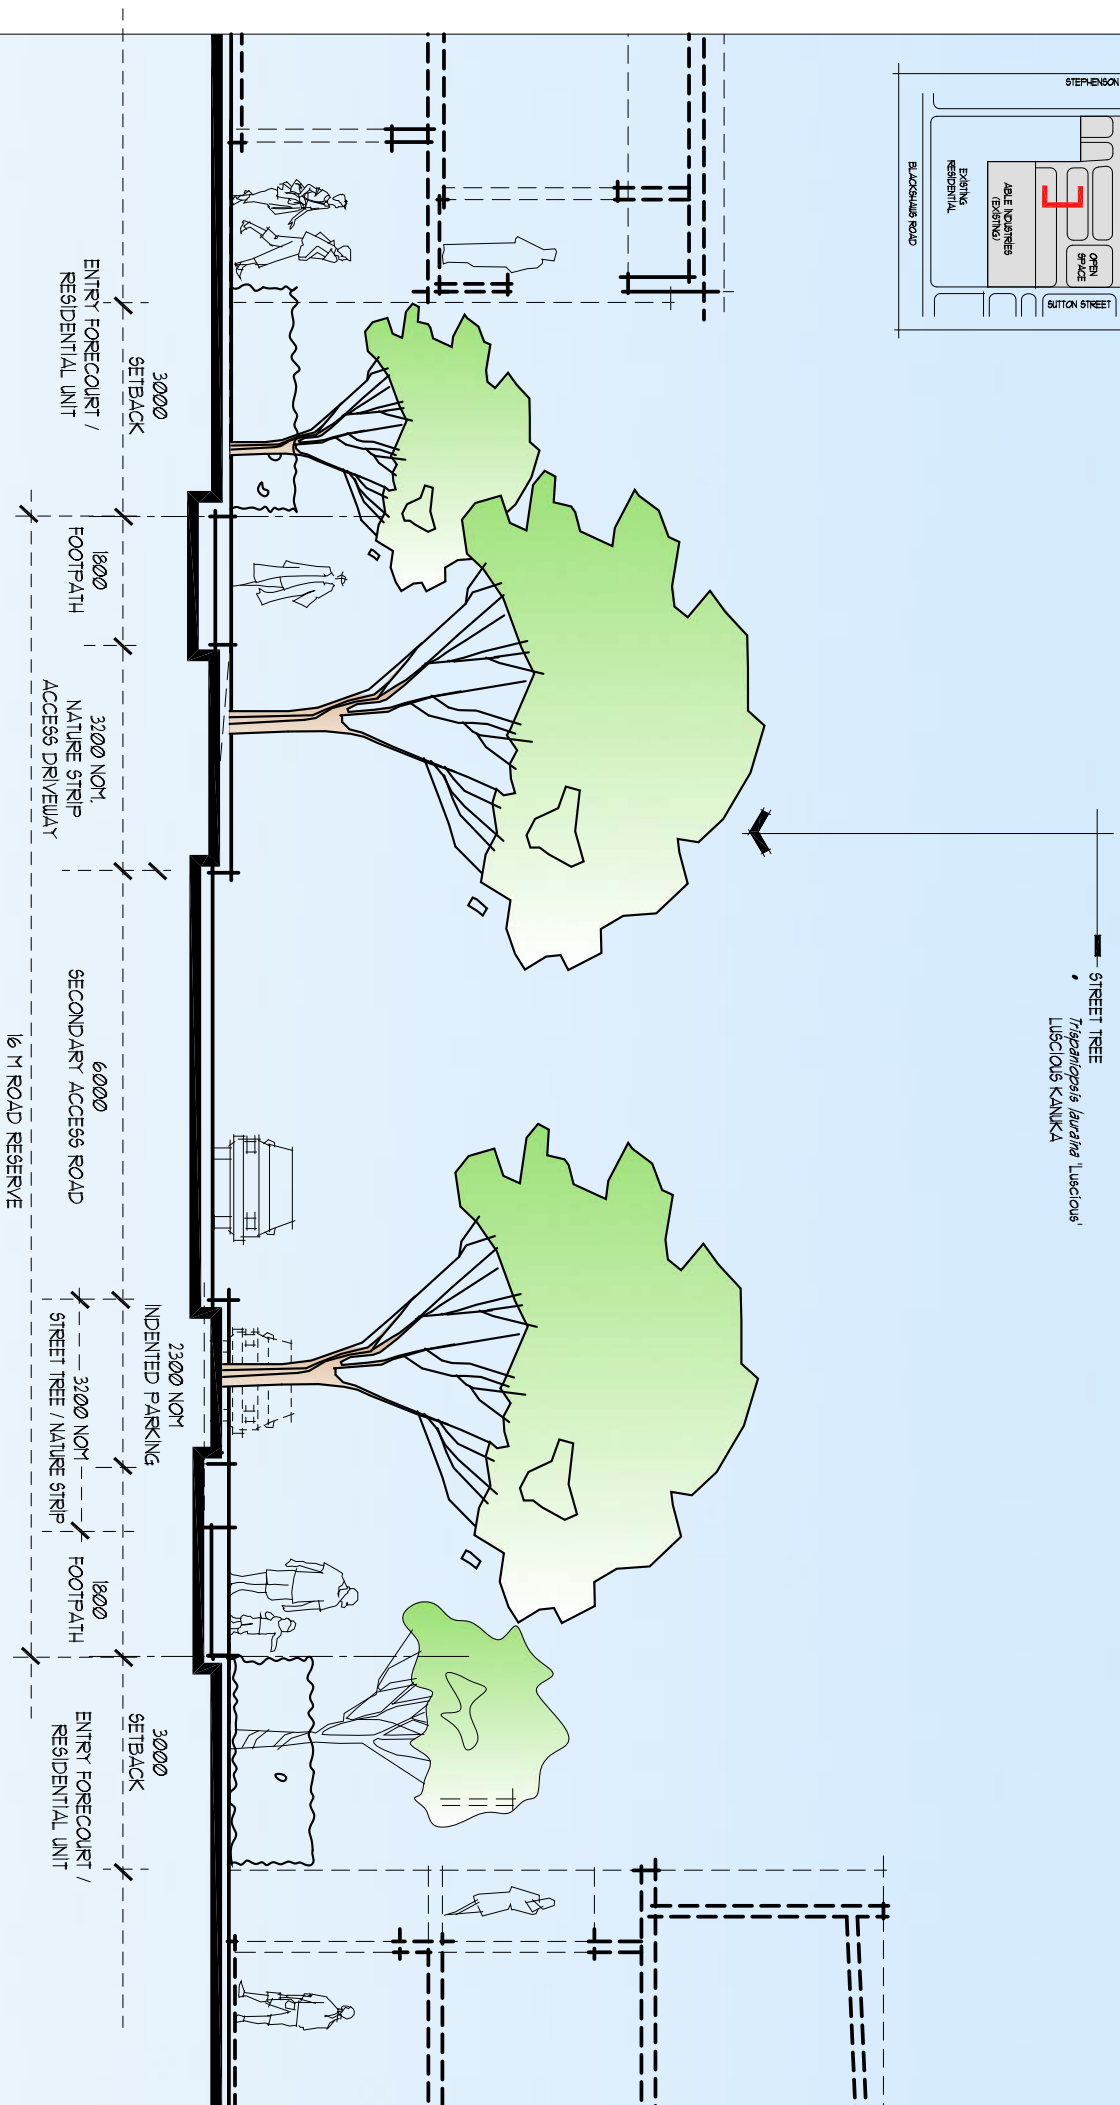 STEPHENSON
EXISTING
RESIDENTIAL
ABLE INDUSTRIES
(EXISTING)
OPEN
SPACE
SUTTON STREET
BLACKSHAWS ROAD
STREET TREE
• Trispaniopsis lauraina 'Luscious'
LUSCIOUS KANUKA
3000
SETBACK
ENTRY FORECOURT /
RESIDENTIAL UNIT
1800
FOOTPATH
3200 NOM.
NATURE STRIP
ACCESS DRIVEWAY
6000
SECONDARY ACCESS ROAD
2300 NOM
INDENTED PARKING
3200 NOM
STREET TREE / NATURE STRIP
1800
FOOTPATH
3000
SETBACK
ENTRY FORECOURT /
RESIDENTIAL UNIT
16 M ROAD RESERVE